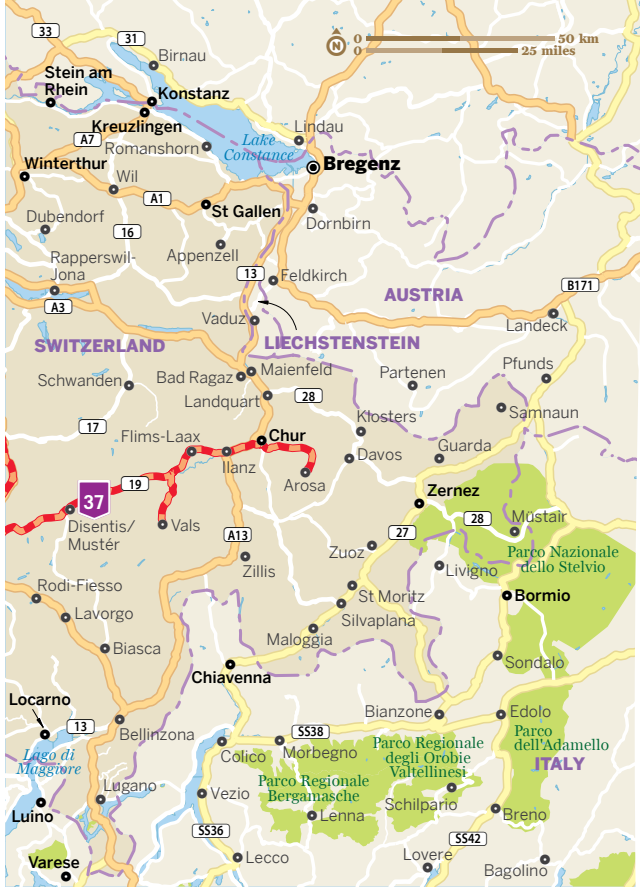 33
31
Birnau
0
50 km
N
0
25 miles
Stein am
Rhein
Konstanz
Kreuzlingen
Lindau
A7
Romanshorn
Lake
Constance
Bregenz
Winterthur
Wil
A1
St Gallen
Dornbirn
Dubendorf
16
Appenzell
Rapperswil-
Jona
13
Feldkirch
AUSTRIA
B171
A3
Vaduz
Landeck
SWITZERLAND
LIECHSTENSTEIN
Schwanden
Bad Ragaz
Maienfeld
Partenen
Pfunds
Landquart
28
Samnaun
17
Klosters
Flims-Laax
Chur
Guarda
Ilanz
Davos
19
Arosa
37
Zernez
Disentis/
Mustér
Vals
28
Müstair
A13
27
Zuoz
Parco Nazionale
dello Stelvio
Zillis
Livigno
Rodi-Fiesso
St Moritz
Bormio
Lavorgo
Silvaplana
Maloggia
Biasca
Sondalo
Chiavenna
Locarno
13
Bianzone
Edolo
Bellinzona
SS38
Parco
dell'Adamello
Lago di
Maggiore
Colico
Morbegno
Parco Regionale
degli Orobie
Valtellinesi
ITALY
Lugano
Vezio
Parco Regionale
Bergamasche
Schilpario
Luino
Lenna
Breno
SS36
SS42
Varese
Lecco
Lovere
Bagolino